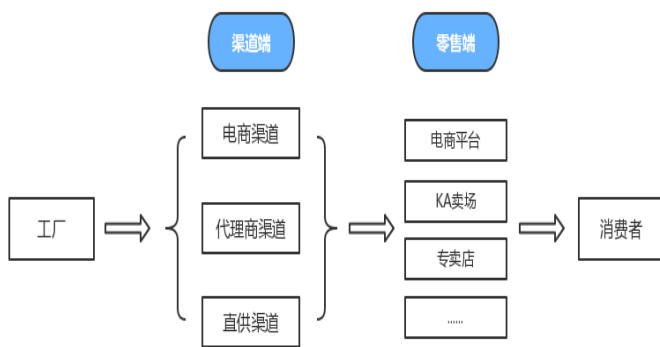 渠道端
零售端
电商渠道
电商平台
KA卖场
工厂
代理商渠道
消费者
专卖店
直供渠道
......